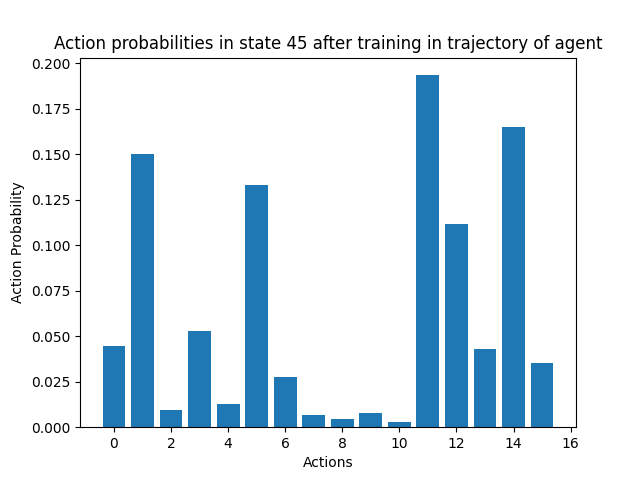 Action probabilities in state 45 after training in trajectory of agent
0.200
0.175
0.150
0.125
0.100
0.075
0.050
0.025
0.000
Action Probability
0 2 4 6 8 10 12 14 16
Actions